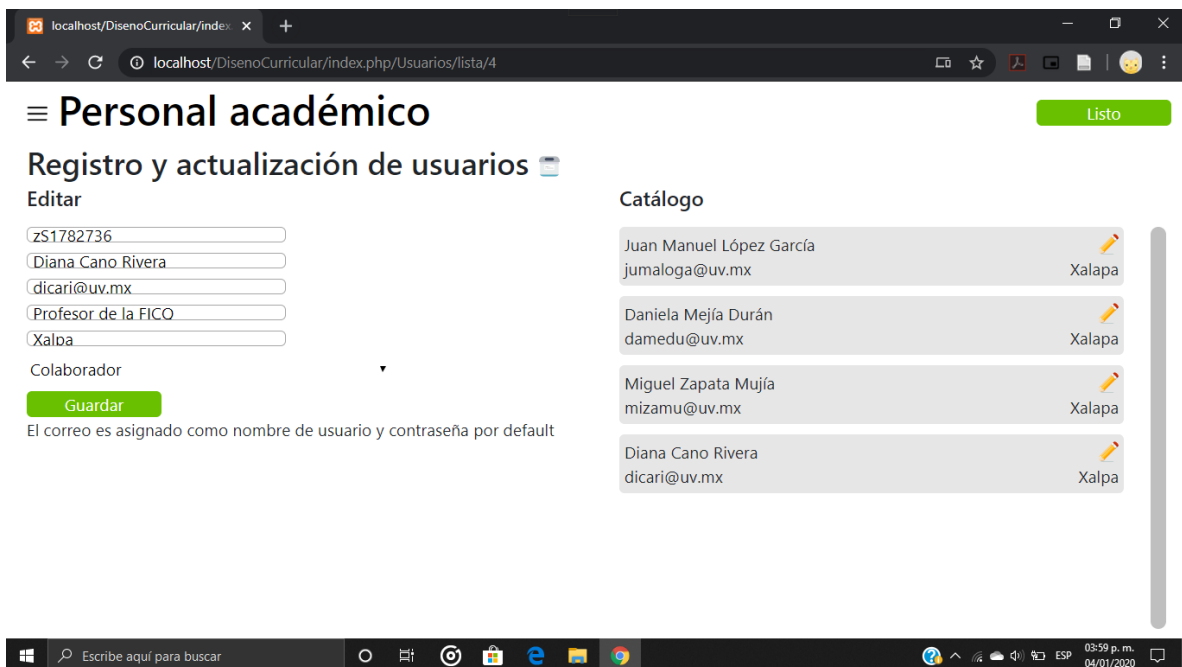 localhost/DisenoCurricular/index
localhost/DisenoCurricular/index.php/Usuarios/lista/4
Personal académico
Listo
Registro y actualización de usuarios
Editar
zS1782736
Diana Cano Rivera
dicari@uv.mx
Profesor de la FICQ
Xalpa
Colaborador
Guardar
El correo es asignado como nombre de usuario y contraseña por default
Catálogo
Juan Manuel López García
jumaloga@uv.mx Xalapa
Daniela Mejía Durán
damedu@uv.mx Xalapa
Miguel Zapata Mujía
mizamu@uv.mx Xalapa
Diana Cano Rivera
dicari@uv.mx Xalpa
Escribe aquí para buscar
ESP
03:59 p. m.
04/01/2020